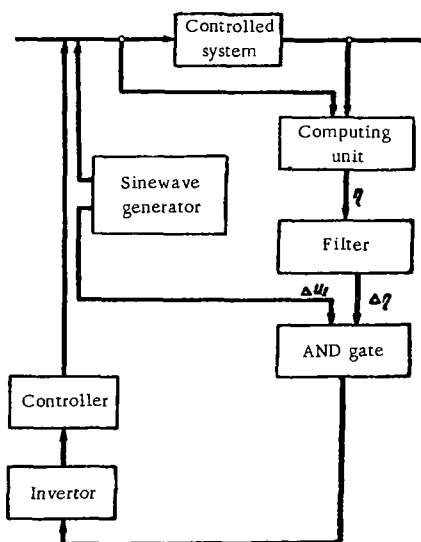 Controlled
system
Computing
unit
η
Sinewave
generator
Filter
Δu₁
Δη
AND gate
Controller
Invertor